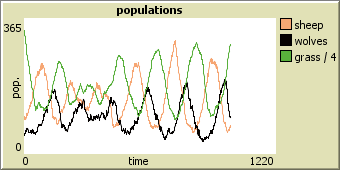 populations
365
pop.
0
0
time
1220
sheep
wolves
grass / 4